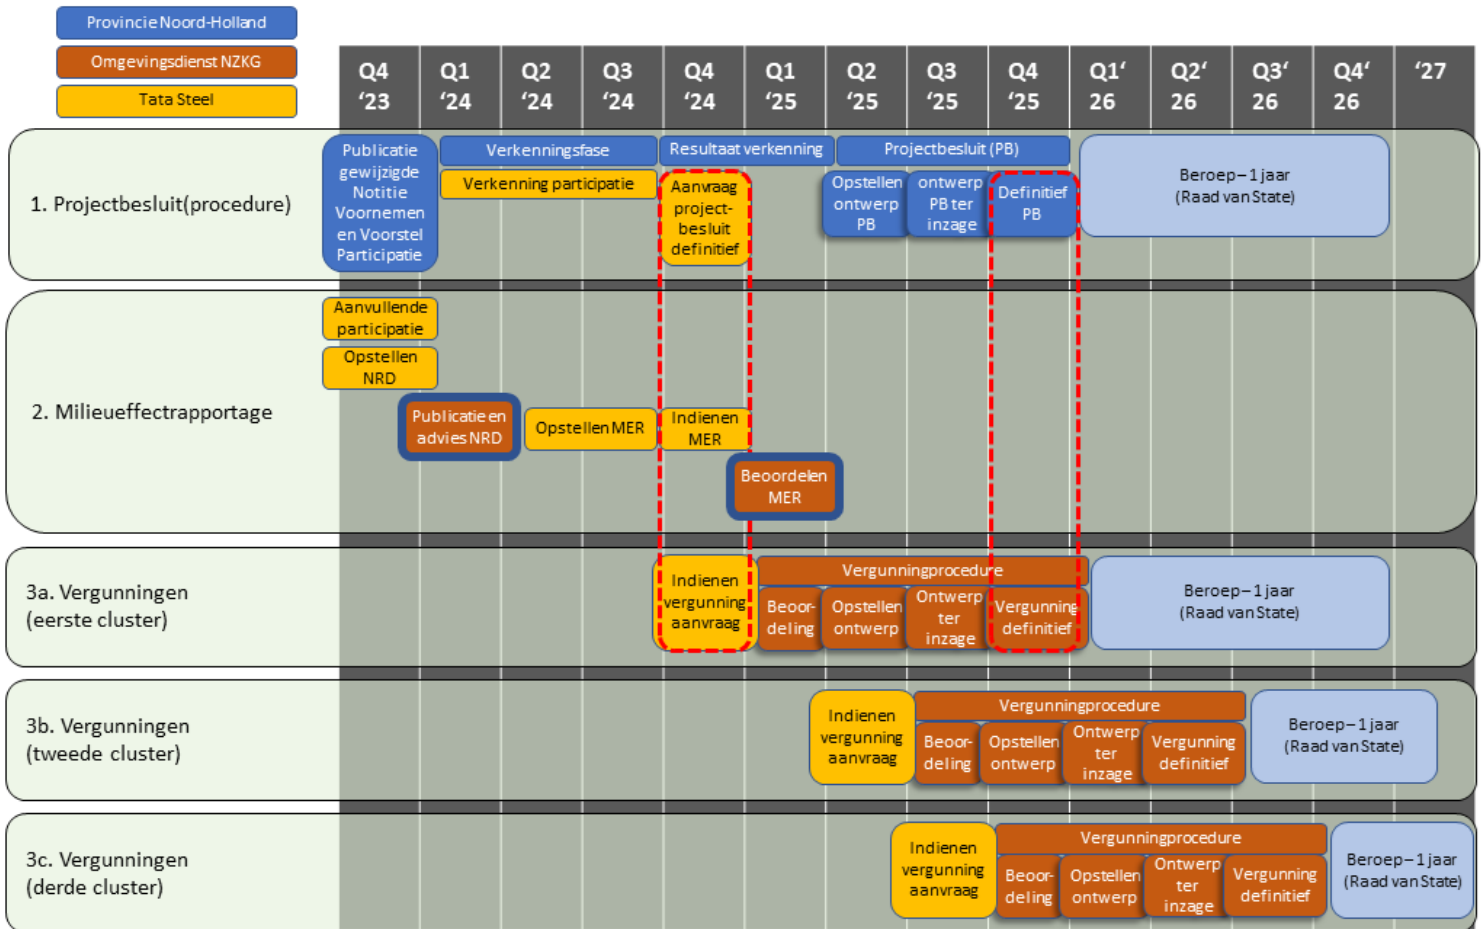 Provincie Noord-Holland
Omgevingsdienst NZKG
Tata Steel
Q4 ‘23
Q1 ‘24
Q2 ‘24
Q3 ‘24
Q4 ‘24
Q1 ‘25
Q2 ‘25
Q3 ‘25
Q4 ‘25
Q1‘ 26
Q2‘ 26
Q3‘ 26
Q4‘ 26
‘27
1. Projectbesluit(procedure)
Publicatie
gewijzigde
Notitie
Voornemen
en Voorstel
Participatie
Verkenningsfase
Resultaat verkenning
Projectbesluit (PB)
Verkenning participatie
Aanvraag
project-
besluit
definitief
Opstellen
ontwerp
PB
ontwerp
PB ter
inzage
Definitief
PB
Beroep – 1 jaar
(Raad van State)
2. Milieueffectrapportage
Aanvullende
participatie
Opstellen
NRD
Publicatie en
advies NRD
Opstellen MER
Indienen
MER
Beoordelen
MER
3a. Vergunningen
(eerste cluster)
Indienen
vergunning
aanvraag
Vergunningprocedure
Beoor-
deling
Opstellen
ontwerp
Ontwerp
ter
inzage
Vergunning
definitief
Beroep – 1 jaar
(Raad van State)
3b. Vergunningen
(tweede cluster)
Indienen
vergunning
aanvraag
Vergunningprocedure
Beoor-
deling
Opstellen
ontwerp
Ontwerp
ter
inzage
Vergunning
definitief
Beroep – 1 jaar
(Raad van State)
3c. Vergunningen
(derde cluster)
Indienen
vergunning
aanvraag
Vergunningprocedure
Beoor-
deling
Opstellen
ontwerp
Ontwerp
ter
inzage
Vergunning
definitief
Beroep – 1 jaar
(Raad van State)